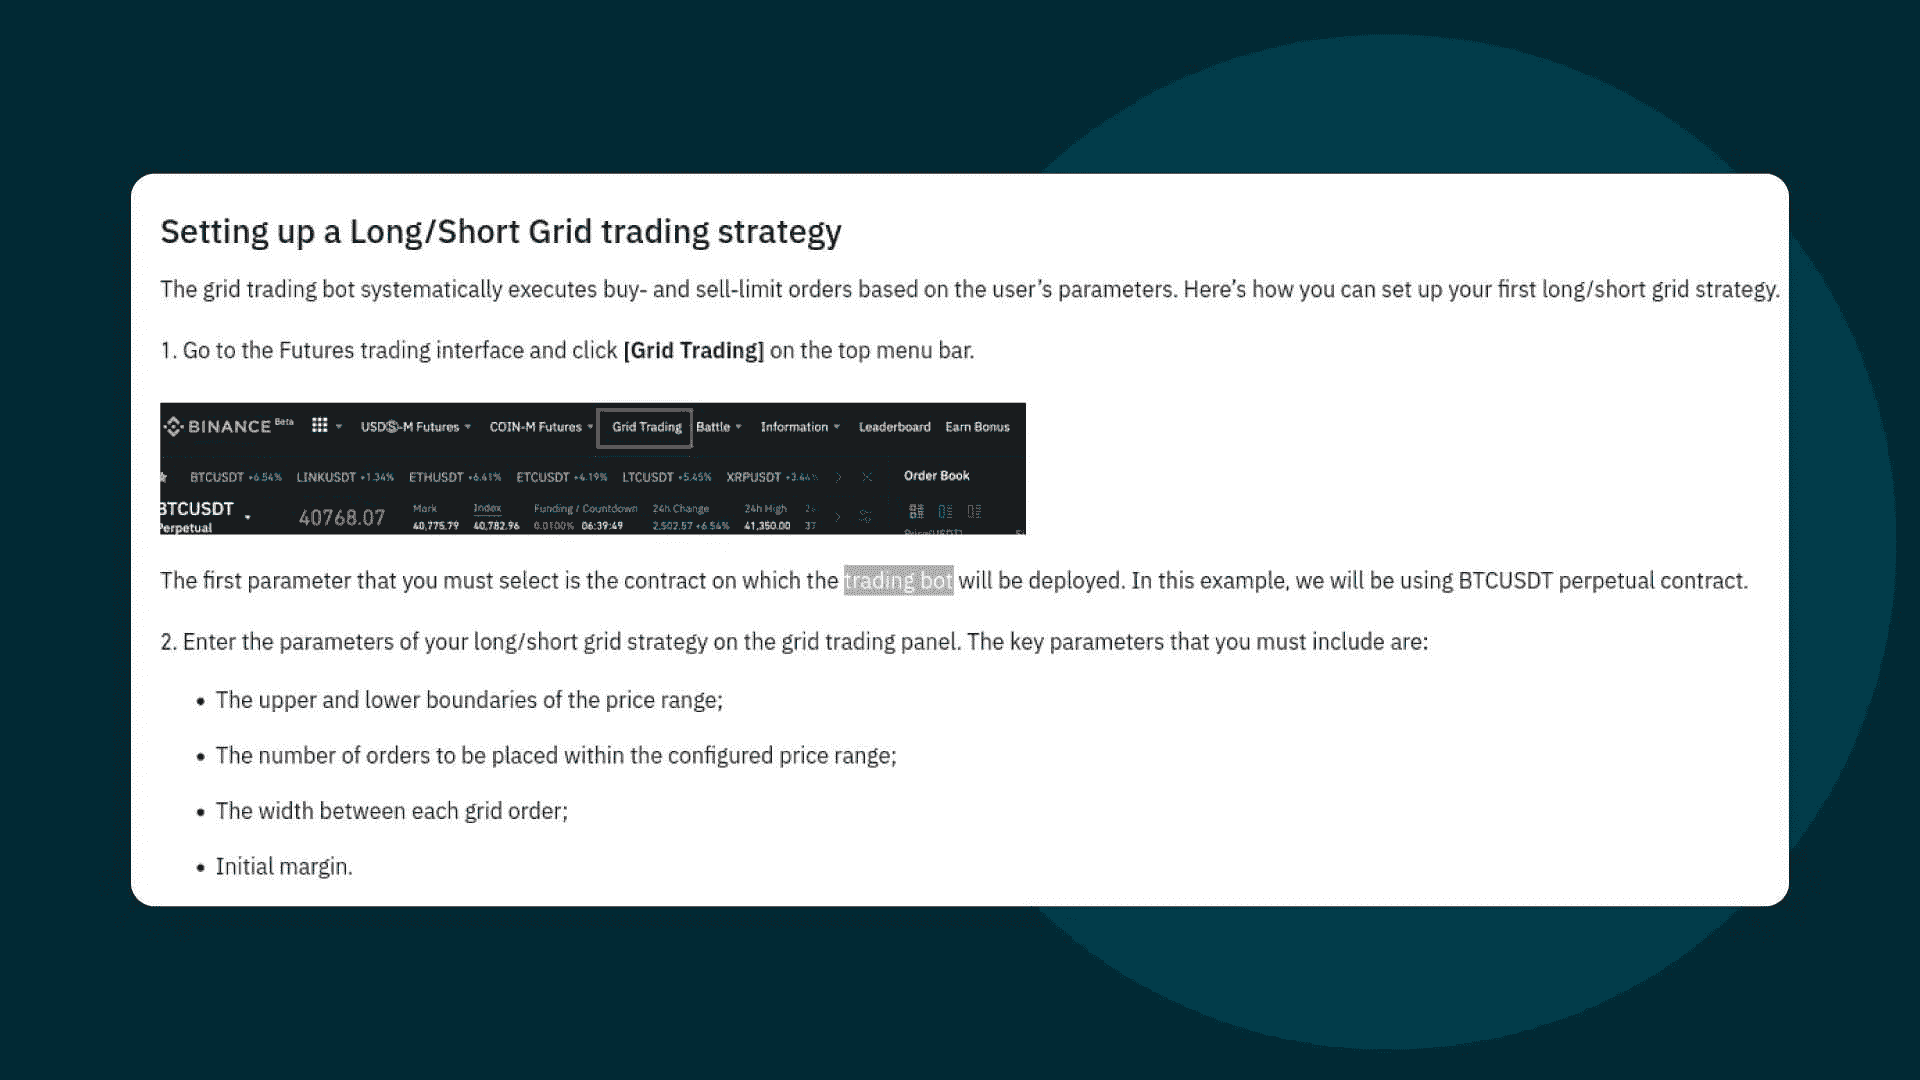 Setting up a Long/Short Grid trading strategy
The grid trading bot systematically executes buy- and sell-limit orders based on the user’s parameters. Here’s how you can set up your first long/short grid strategy.
1. Go to the Futures trading interface and click [Grid Trading] on the top menu bar.
BINANCE Beta USDⓈ-M Futures COIN-M Futures Grid Trading Battle Information Leaderboard Earn Bonus
BTCUSDT +6.54% LINKUSDT +1.34% ETHUSDT +6.61% ETCUSDT +4.19% LTCUSDT +5.45% XRPUSDT Order Book
BTCUSDT 40768.07 Mark Index Funding / Countdown 24h Change 24h High
Perpetual 40,775.79 40,782.96 0.0100% 06:39:49 2,502.57 +6.54% 41,350.00
The first parameter that you must select is the contract on which the trading bot will be deployed. In this example, we will be using BTCUSDT perpetual contract.
2. Enter the parameters of your long/short grid strategy on the grid trading panel. The key parameters that you must include are:
• The upper and lower boundaries of the price range;
• The number of orders to be placed within the configured price range;
• The width between each grid order;
• Initial margin.